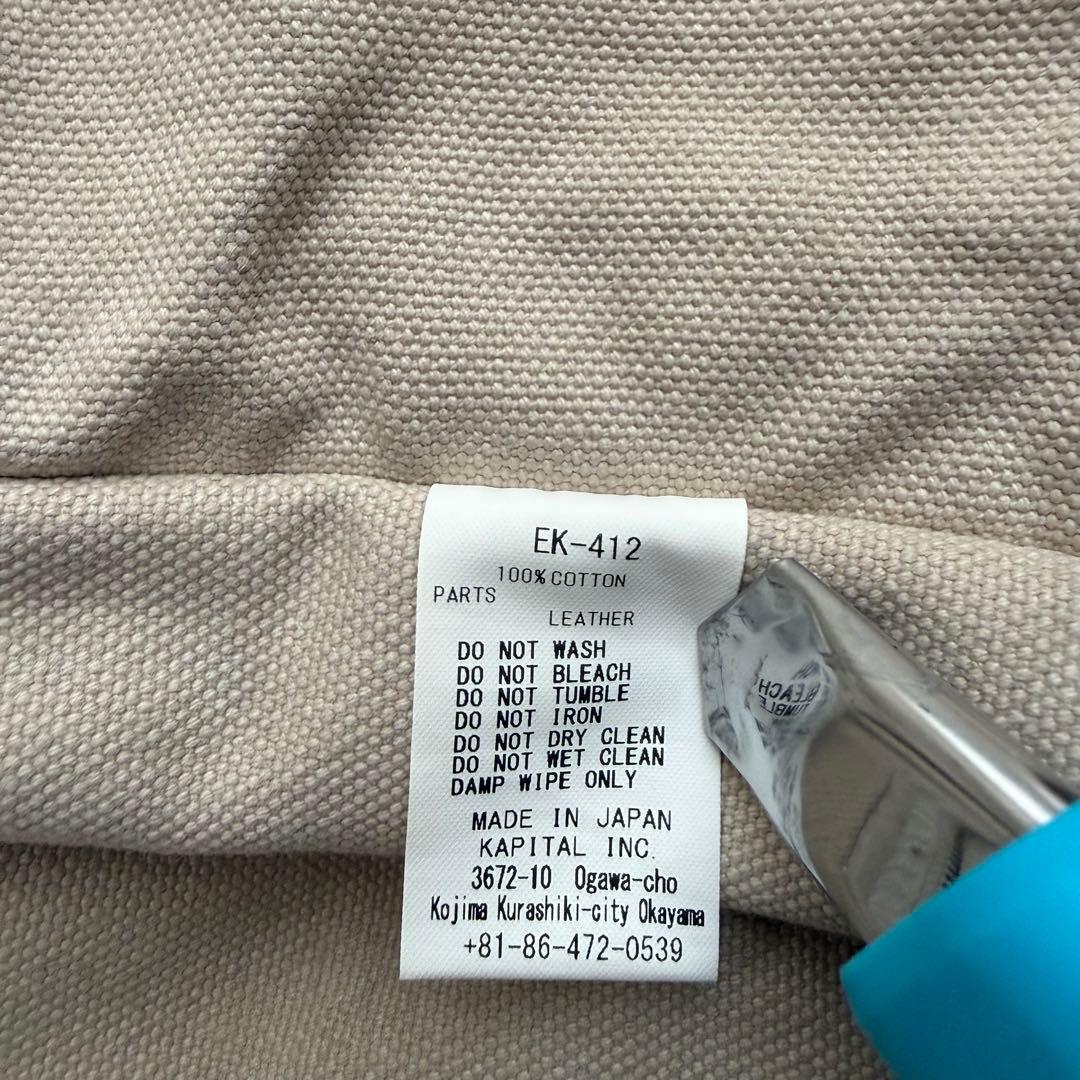 EK-412
100% COTTON
PARTS
LEATHER
DO NOT WASH
DO NOT BLEACH
DO NOT TUMBLE
DO NOT IRON
DO NOT DRY CLEAN
DO NOT WET CLEAN
DAMP WIPE ONLY
MADE IN JAPAN
KAPITAL INC.
3672-10 Ogawa-cho
Kojima Kurashiki-city Okayama
+81-86-472-0539
BLEACH
TUMBLE